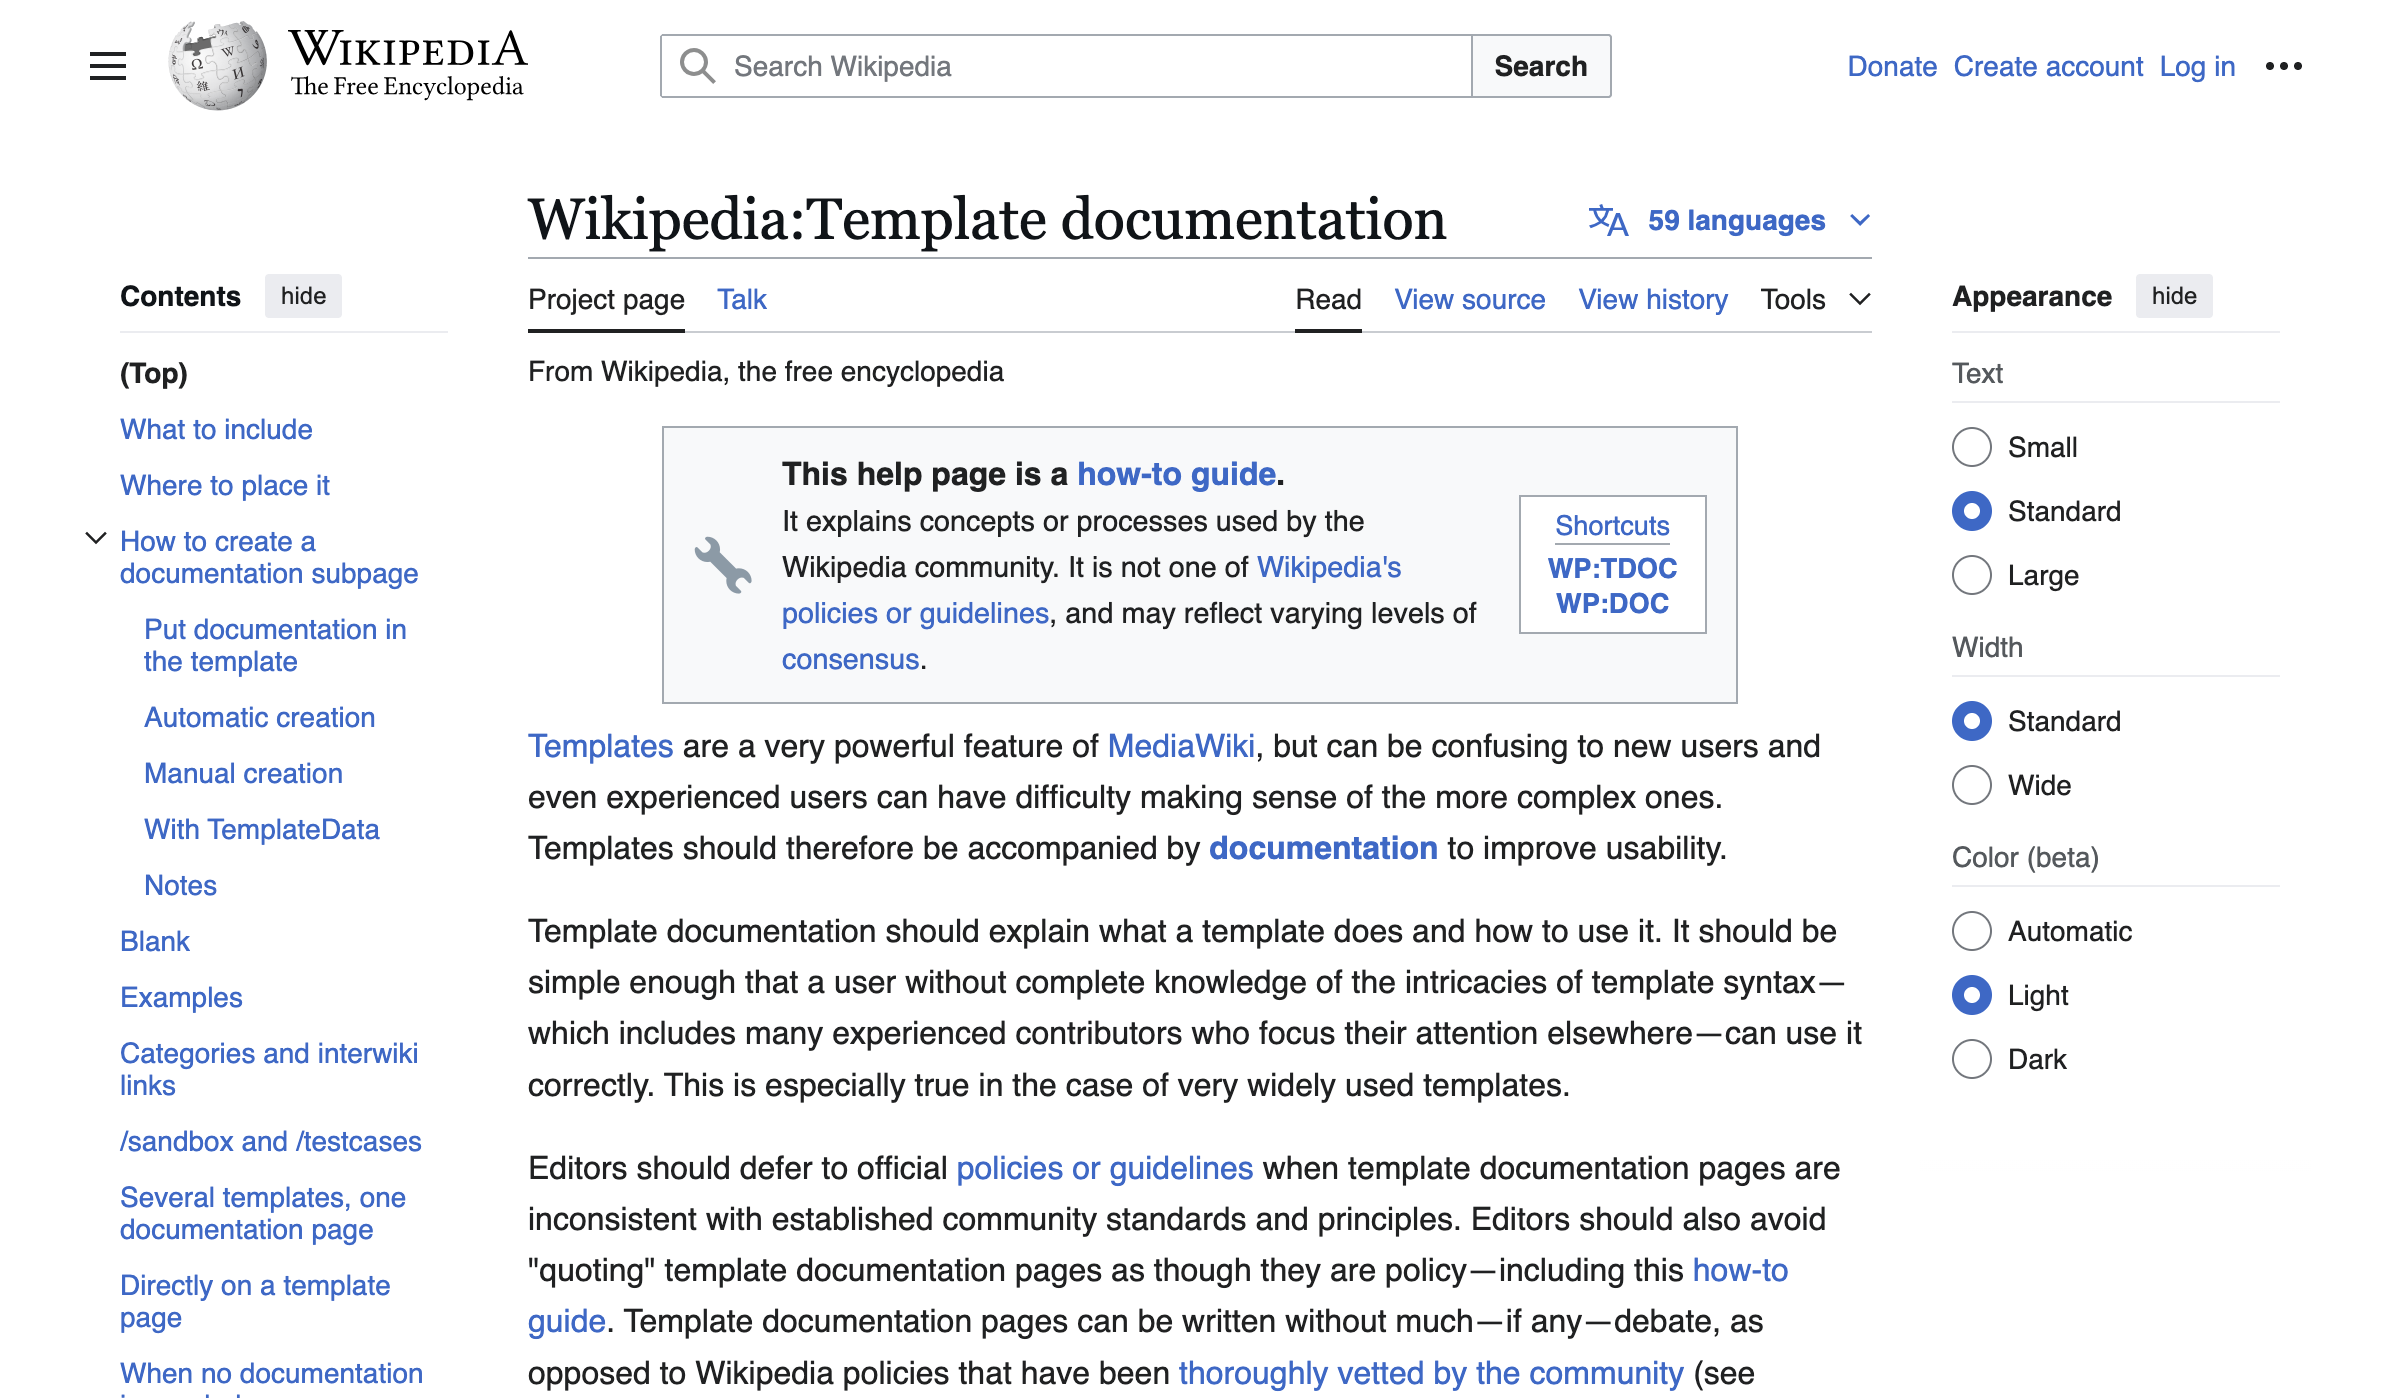 WIKIPEDIA
The Free Encyclopedia
Search Wikipedia
Search
Donate
Create account
Log in
Contents
hide
(Top)
What to include
Where to place it
How to create a
documentation subpage
Put documentation in
the template
Automatic creation
Manual creation
With TemplateData
Notes
Blank
Examples
Categories and interwiki
links
/sandbox and /testcases
Several templates, one
documentation page
Directly on a template
page
When no documentation
Wikipedia:Template documentation
59 languages
Project page
Talk
Read
View source
View history
Tools
From Wikipedia, the free encyclopedia
This help page is a how-to guide.
It explains concepts or processes used by the
Wikipedia community. It is not one of Wikipedia's
policies or guidelines, and may reflect varying levels of
consensus.
Shortcuts
WP:TDOC
WP:DOC
Templates are a very powerful feature of MediaWiki, but can be confusing to new users and
even experienced users can have difficulty making sense of the more complex ones.
Templates should therefore be accompanied by documentation to improve usability.
Template documentation should explain what a template does and how to use it. It should be
simple enough that a user without complete knowledge of the intricacies of template syntax—
which includes many experienced contributors who focus their attention elsewhere—can use it
correctly. This is especially true in the case of very widely used templates.
Editors should defer to official policies or guidelines when template documentation pages are
inconsistent with established community standards and principles. Editors should also avoid
"quoting" template documentation pages as though they are policy—including this how-to
guide. Template documentation pages can be written without much—if any—debate, as
opposed to Wikipedia policies that have been thoroughly vetted by the community (see
Appearance
hide
Text
Small
Standard
Large
Width
Standard
Wide
Color (beta)
Automatic
Light
Dark